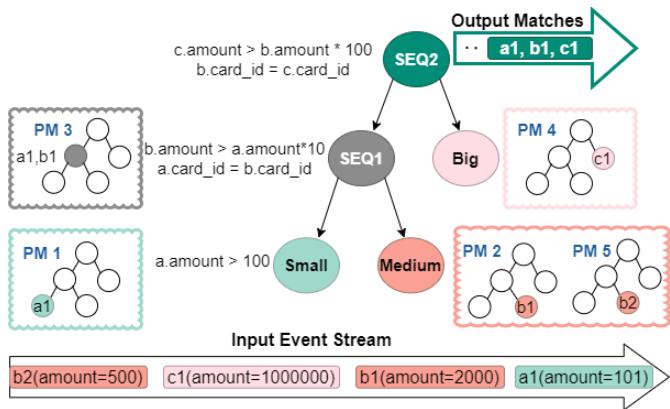 Output Matches
·· a1, b1, c1
c.amount > b.amount * 100
b.card_id = c.card_id
SEQ2
PM 3
a1,b1
b.amount > a.amount*10
a.card_id = b.card_id
SEQ1
Big
PM 4
c1
PM 1
a1
a.amount > 100
Small
Medium
PM 2
b1
PM 5
b2
Input Event Stream
b2(amount=500)
c1(amount=1000000)
b1(amount=2000)
a1(amount=101)